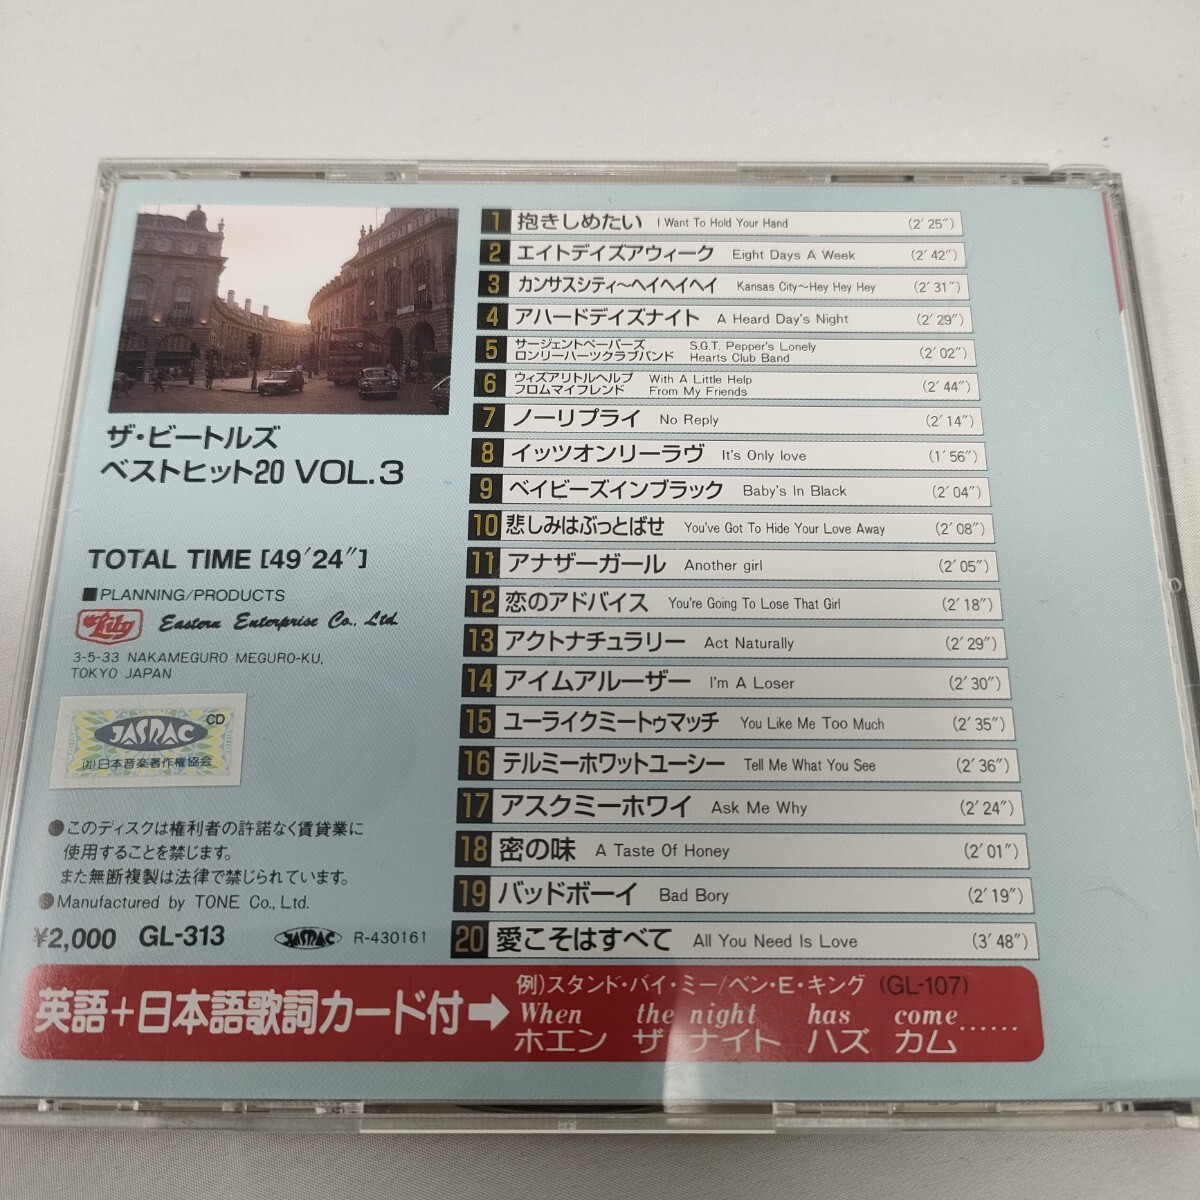 ザ・ビートルズ
ベストヒット20 VOL.3
TOTAL TIME [49′24″]
■PLANNING/PRODUCTS
Lily Eastern Enterprise Co., Ltd.
3-5-33 NAKAMEGURO MEGURO-KU,
TOKYO JAPAN
JASRAC CD
(社)日本音楽著作権協会
●このディスクは権利者の許諾なく賃貸業に
使用することを禁じます。
また無断複製は法律で禁じられています。
●Manufactured by TONE Co., Ltd.
¥2,000 GL-313 JASRAC R-430161
1 抱きしめたい I Want To Hold Your Hand (2′25″)
2 エイトデイズアウィーク Eight Days A Week (2′42″)
3 カンサスシティ〜ヘイヘイヘイ Kansas City〜Hey Hey Hey (2′31″)
4 アハードデイズナイト A Heard Day's Night (2′29″)
5 サージェントペーパーズ S.G.T. Pepper's Lonely
ロンリーハーツクラブバンド Hearts Club Band (2′02″)
6 ウィズアリトルヘルプ With A Little Help
フロムマイフレンド From My Friends (2′44″)
7 ノーリプライ No Reply (2′14″)
8 イッツオンリーラヴ It's Only love (1′56″)
9 ベイビーズインブラック Baby's In Black (2′04″)
10 悲しみはぶっとばせ You've Got To Hide Your Love Away (2′08″)
11 アナザーガール Another girl (2′05″)
12 恋のアドバイス You're Going To Lose That Girl (2′18″)
13 アクトナチュラリー Act Naturally (2′29″)
14 アイムアルーザー I'm A Loser (2′30″)
15 ユーライクミートゥマッチ You Like Me Too Much (2′35″)
16 テルミーホワットユーシー Tell Me What You See (2′36″)
17 アスクミーホワイ Ask Me Why (2′24″)
18 密の味 A Taste Of Honey (2′01″)
19 バッドボーイ Bad Bory (2′19″)
20 愛こそはすべて All You Need Is Love (3′48″)
英語+日本語歌詞カード付➡
例)スタンド・バイ・ミー/ベン・E・キング (GL-107)
When the night has come……
ホエン ザ ナイト ハズ カム